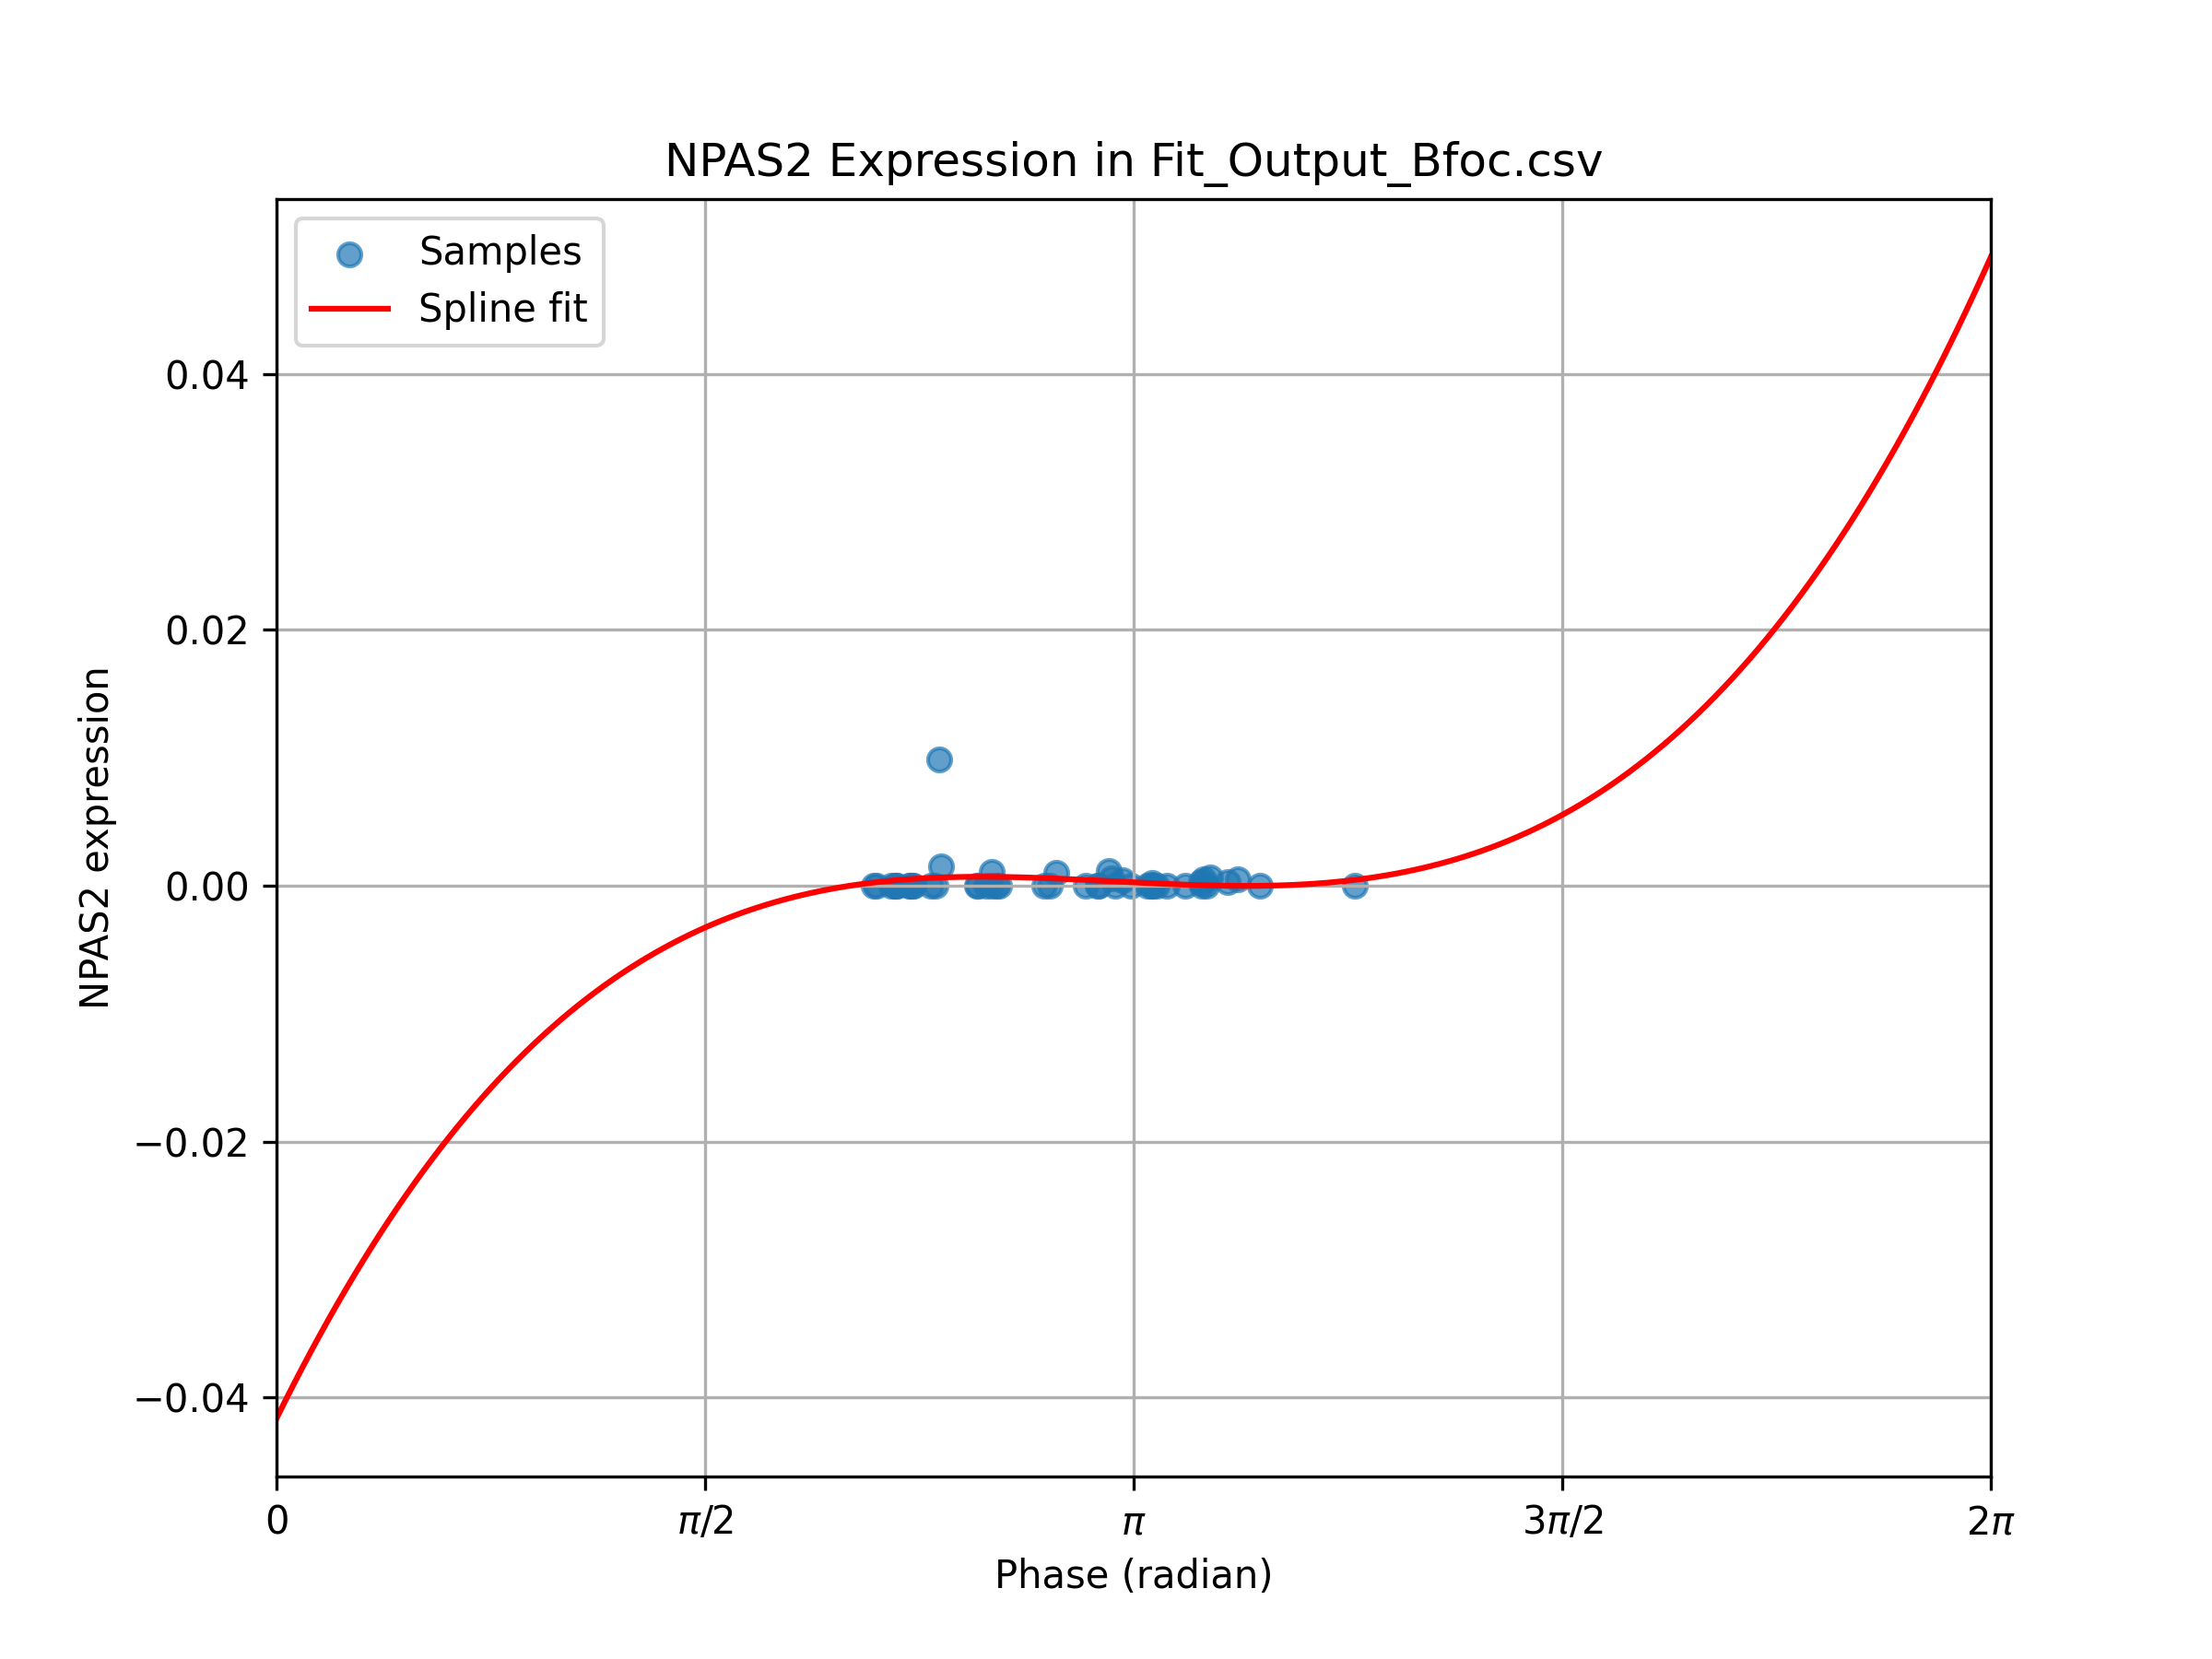 NPAS2 Expression in Fit_Output_Bfoc.csv
Samples
Spline fit
0.04
0.02
0.00
−0.02
−0.04
NPAS2 expression
0 π/2 π 3π/2 2π
Phase (radian)